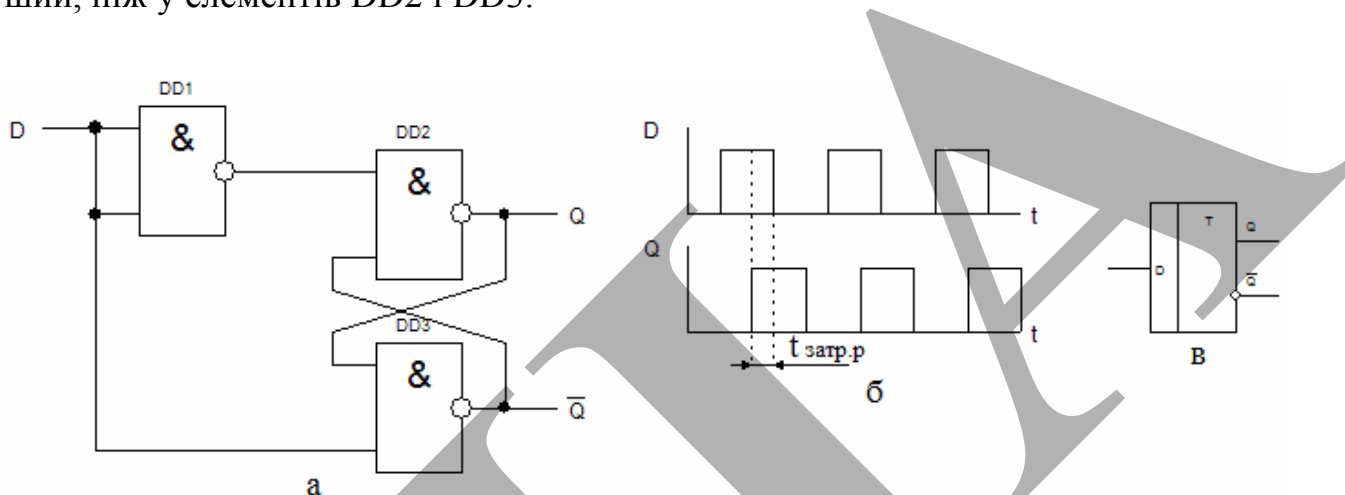 ший, ніж у елементів DD2 і DD3.
DD1
D
&
DD2
&
Q
DD3
&
Q̅
а
D
t
Q
t
t затр.р
б
T
Q
D
Q̅
в